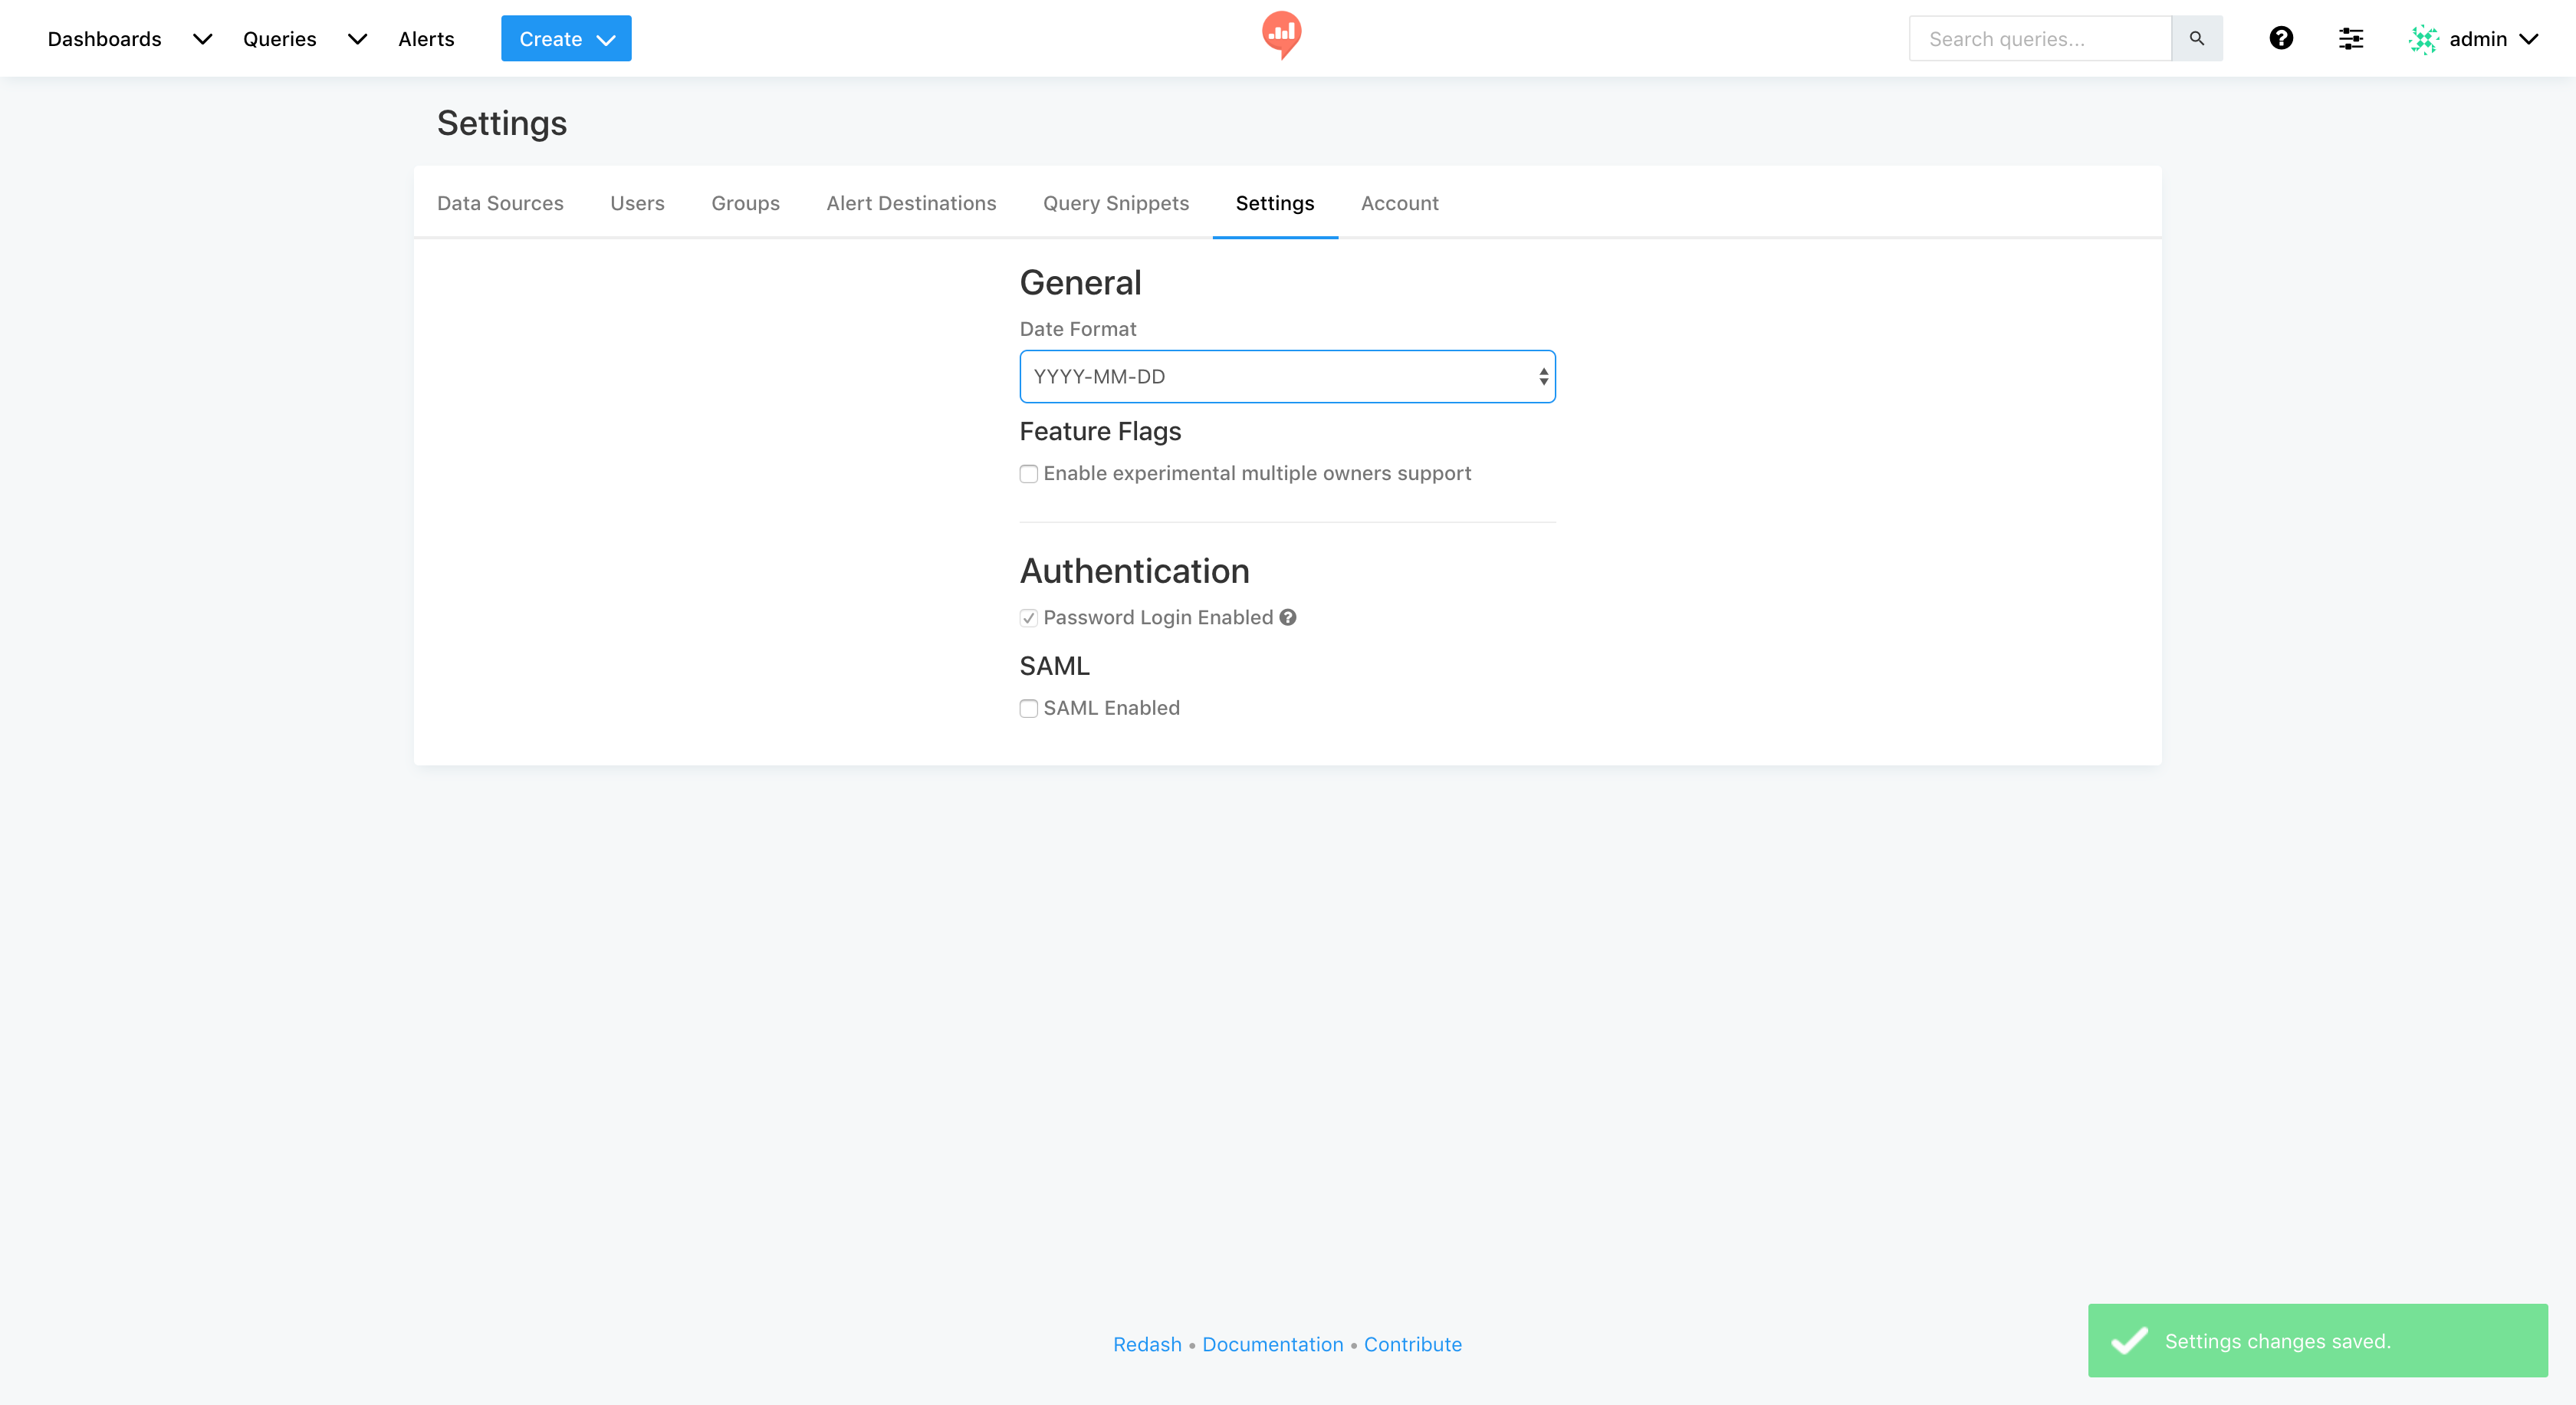 Dashboards Queries Alerts Create Search queries... admin
Settings
Data Sources Users Groups Alert Destinations Query Snippets Settings Account
General
Date Format
YYYY-MM-DD
Feature Flags
Enable experimental multiple owners support
Authentication
Password Login Enabled
SAML
SAML Enabled
Redash • Documentation • Contribute
Settings changes saved.